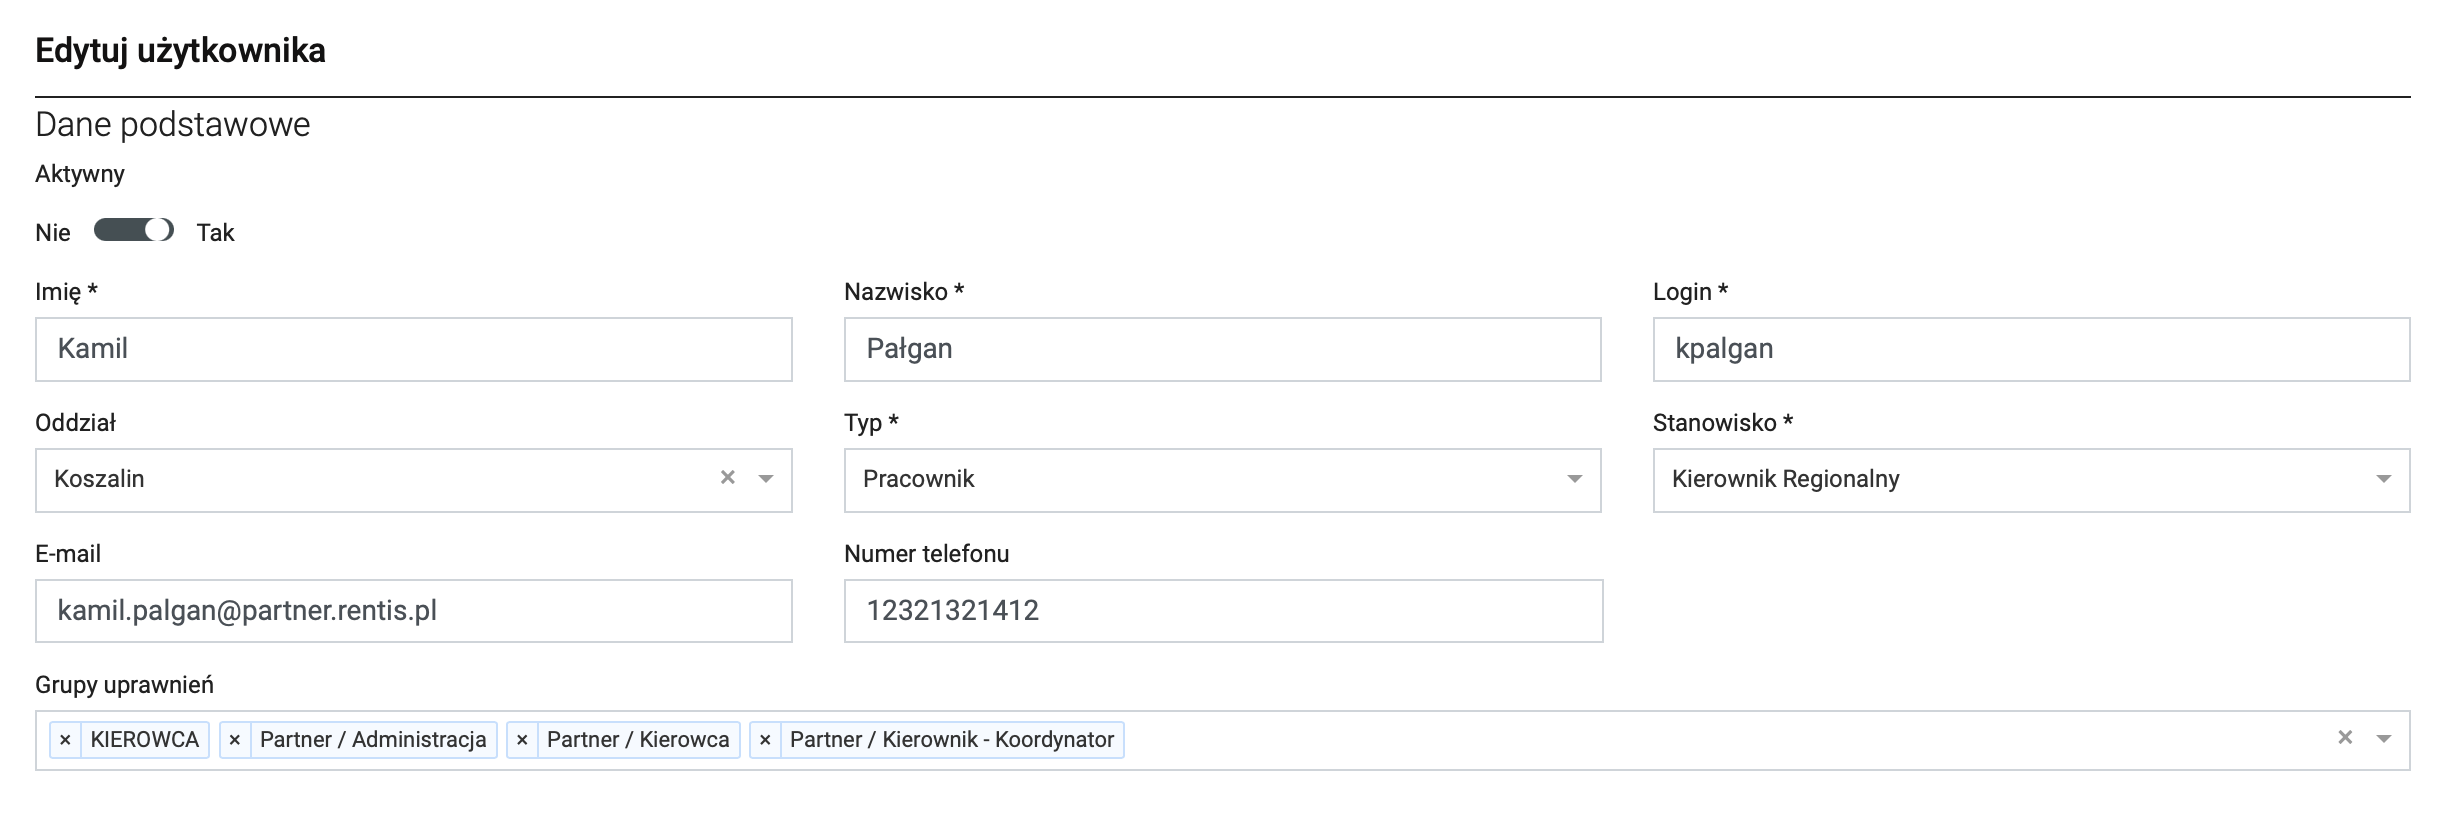 Edytuj użytkownika
Dane podstawowe
Aktywny
Nie Tak
Imię * Nazwisko * Login *
Kamil Pałgan kpalgan
Oddział Typ * Stanowisko *
Koszalin × Pracownik Kierownik Regionalny
E-mail Numer telefonu
kamil.palgan@partner.rentis.pl 12321321412
Grupy uprawnień
× KIEROWCA × Partner / Administracja × Partner / Kierowca × Partner / Kierownik - Koordynator ×